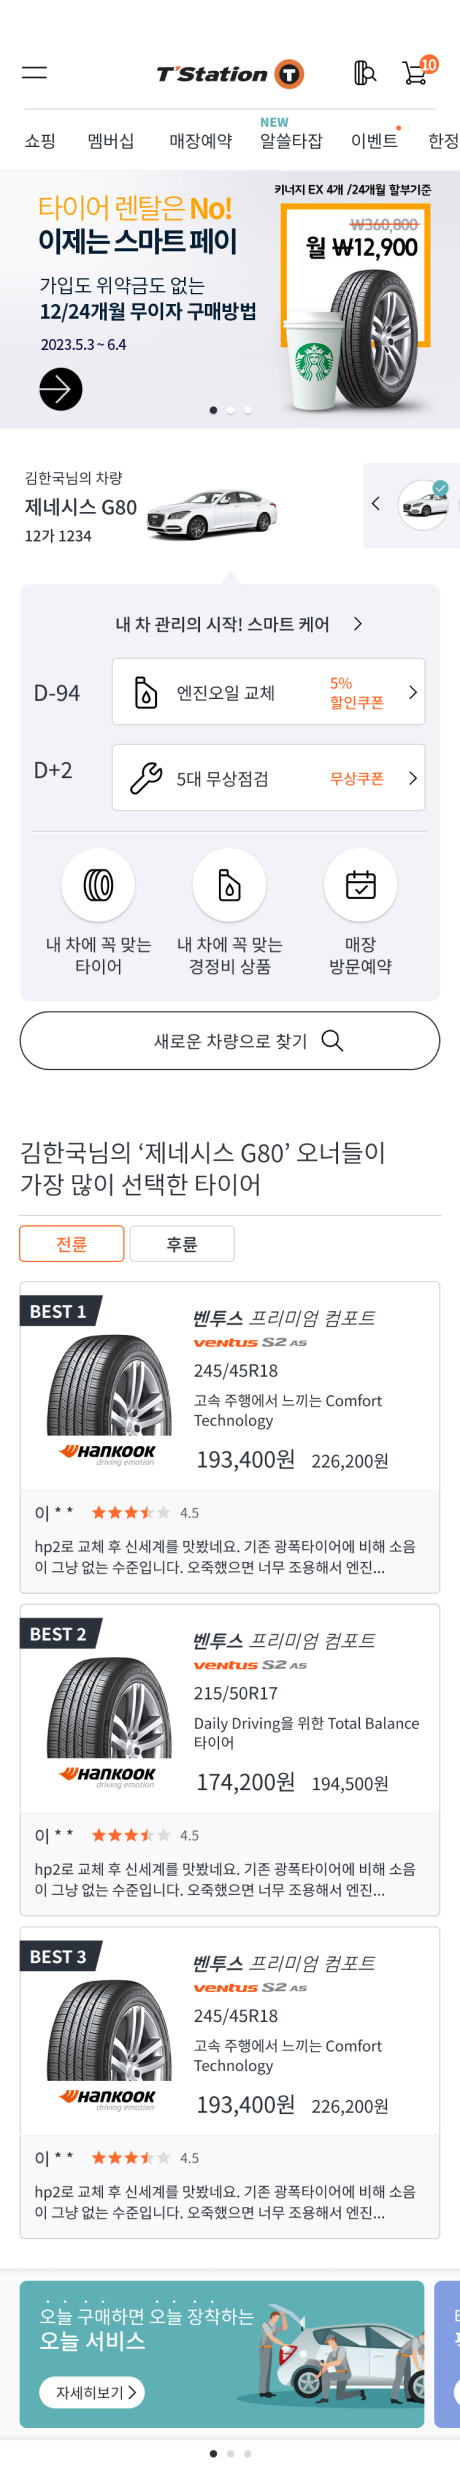 T'Station T
10
쇼핑 멤버십 매장예약 NEW 알쓸타잡 이벤트 한정
타이어 렌탈은 No!
이제는 스마트 페이
가입도 위약금도 없는
12/24개월 무이자 구매방법
2023.5.3 ~ 6.4
키너지 EX 4개 /24개월 할부기준
₩360,800
월 ₩12,900
김한국님의 차량
제네시스 G80
12가 1234
내 차 관리의 시작! 스마트 케어
D-94 엔진오일 교체 5%
할인쿠폰
D+2 5대 무상점검 무상쿠폰
내 차에 꼭 맞는
타이어
내 차에 꼭 맞는
경정비 상품
매장
방문예약
새로운 차량으로 찾기
김한국님의 ‘제네시스 G80’ 오너들이
가장 많이 선택한 타이어
전륜 후륜
BEST 1
벤투스 프리미엄 컴포트
ventus S2 AS
245/45R18
고속 주행에서 느끼는 Comfort
Technology
193,400원 226,200원
HANKOOK
driving emotion
이 * * 4.5
hp2로 교체 후 신세계를 맛봤네요. 기존 광폭타이어에 비해 소음
이 그냥 없는 수준입니다. 오죽했으면 너무 조용해서 엔진...
BEST 2
벤투스 프리미엄 컴포트
ventus S2 AS
215/50R17
Daily Driving을 위한 Total Balance
타이어
174,200원 194,500원
HANKOOK
driving emotion
이 * * 4.5
hp2로 교체 후 신세계를 맛봤네요. 기존 광폭타이어에 비해 소음
이 그냥 없는 수준입니다. 오죽했으면 너무 조용해서 엔진...
BEST 3
벤투스 프리미엄 컴포트
ventus S2 AS
245/45R18
고속 주행에서 느끼는 Comfort
Technology
193,400원 226,200원
HANKOOK
driving emotion
이 * * 4.5
hp2로 교체 후 신세계를 맛봤네요. 기존 광폭타이어에 비해 소음
이 그냥 없는 수준입니다. 오죽했으면 너무 조용해서 엔진...
오늘 구매하면 오늘 장착하는
오늘 서비스
자세히보기